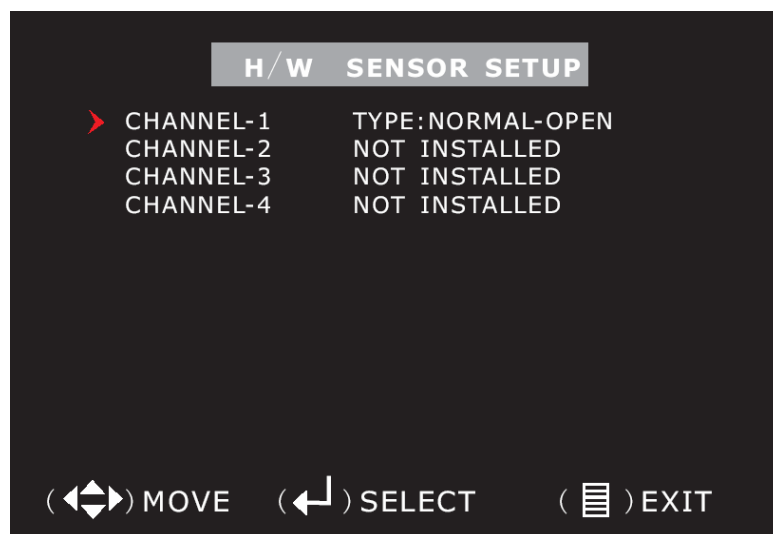 H/W SENSOR SETUP
CHANNEL-1 TYPE:NORMAL-OPEN
CHANNEL-2 NOT INSTALLED
CHANNEL-3 NOT INSTALLED
CHANNEL-4 NOT INSTALLED
( ) MOVE ( ) SELECT ( ) EXIT